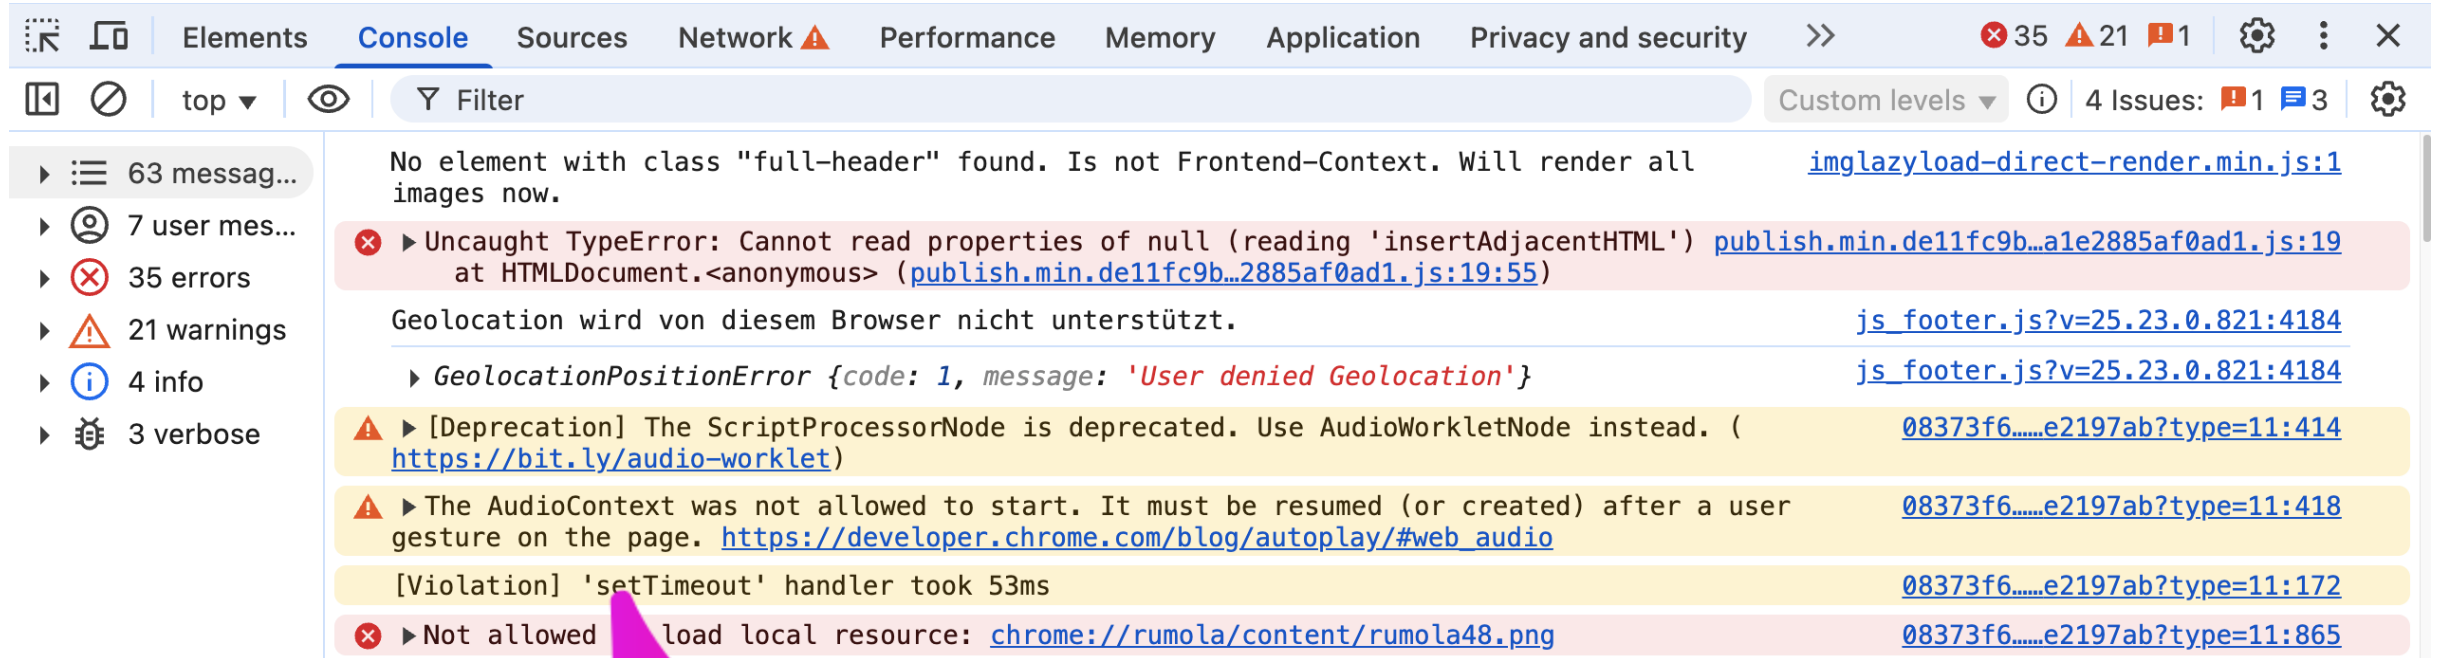 Elements Console Sources Network Performance Memory Application Privacy and security 35 21 1
top Filter Custom levels 4 Issues: 1 3
63 messag...
7 user mes...
35 errors
21 warnings
4 info
3 verbose
No element with class "full-header" found. Is not Frontend-Context. Will render all imglazyload-direct-render.min.js:1
images now.
Uncaught TypeError: Cannot read properties of null (reading 'insertAdjacentHTML') publish.min.de11fc9b…a1e2885af0ad1.js:19
at HTMLDocument.<anonymous> (publish.min.de11fc9b…2885af0ad1.js:19:55)
Geolocation wird von diesem Browser nicht unterstützt. js_footer.js?v=25.23.0.821:4184
GeolocationPositionError {code: 1, message: 'User denied Geolocation'} js_footer.js?v=25.23.0.821:4184
[Deprecation] The ScriptProcessorNode is deprecated. Use AudioWorkletNode instead. ( 08373f6……e2197ab?type=11:414
https://bit.ly/audio-worklet)
The AudioContext was not allowed to start. It must be resumed (or created) after a user 08373f6……e2197ab?type=11:418
gesture on the page. https://developer.chrome.com/blog/autoplay/#web_audio
[Violation] 'setTimeout' handler took 53ms 08373f6……e2197ab?type=11:172
Not allowed load local resource: chrome://rumola/content/rumola48.png 08373f6……e2197ab?type=11:865